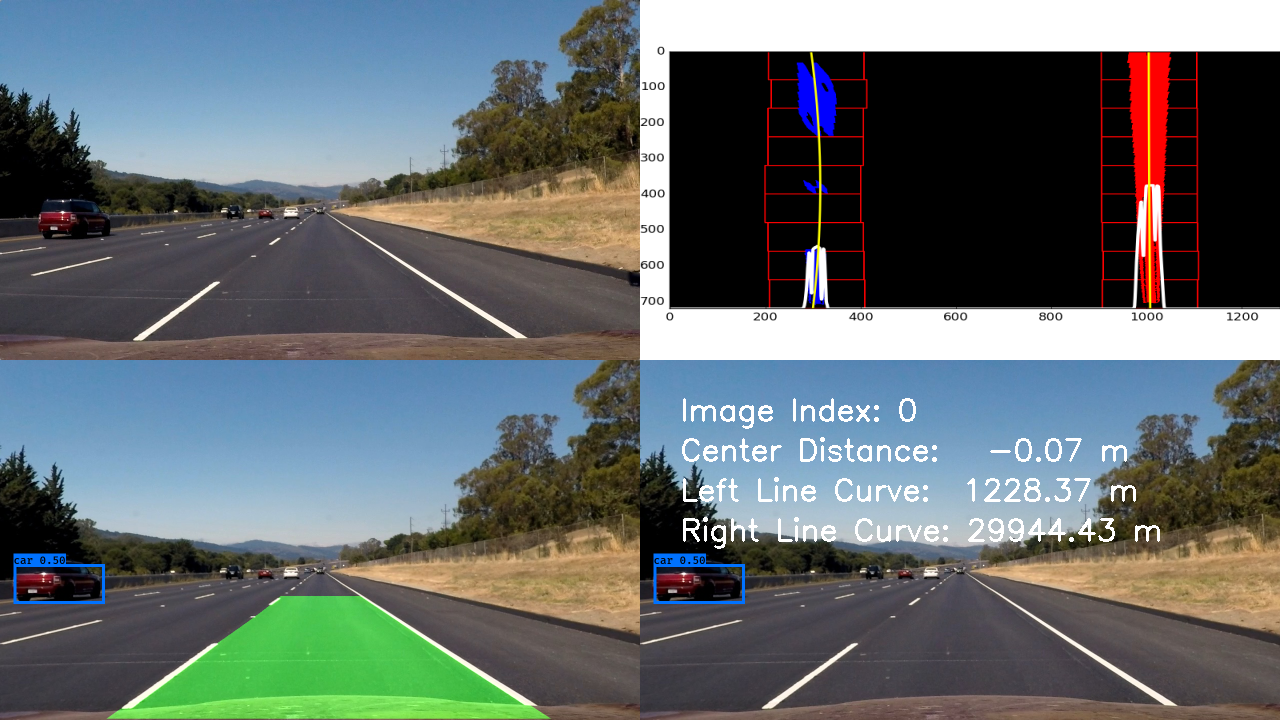 0
100
200
300
400
500
600
700
0 200 400 600 800 1000 1200
car 0.50
Image Index: 0
Center Distance: -0.07 m
Left Line Curve: 1228.37 m
Right Line Curve: 29944.43 m
car 0.50